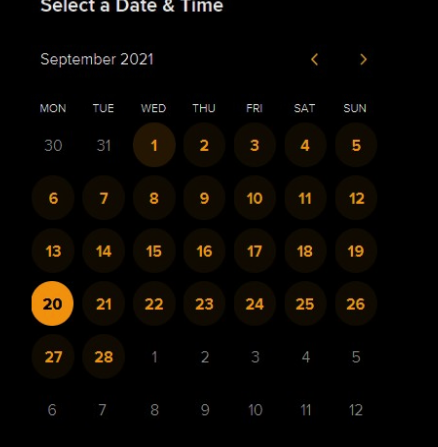 Select a Date & Time
September 2021
MON TUE WED THU FRI SAT SUN
30 31 1 2 3 4 5
6 7 8 9 10 11 12
13 14 15 16 17 18 19
20 21 22 23 24 25 26
27 28 1 2 3 4 5
6 7 8 9 10 11 12